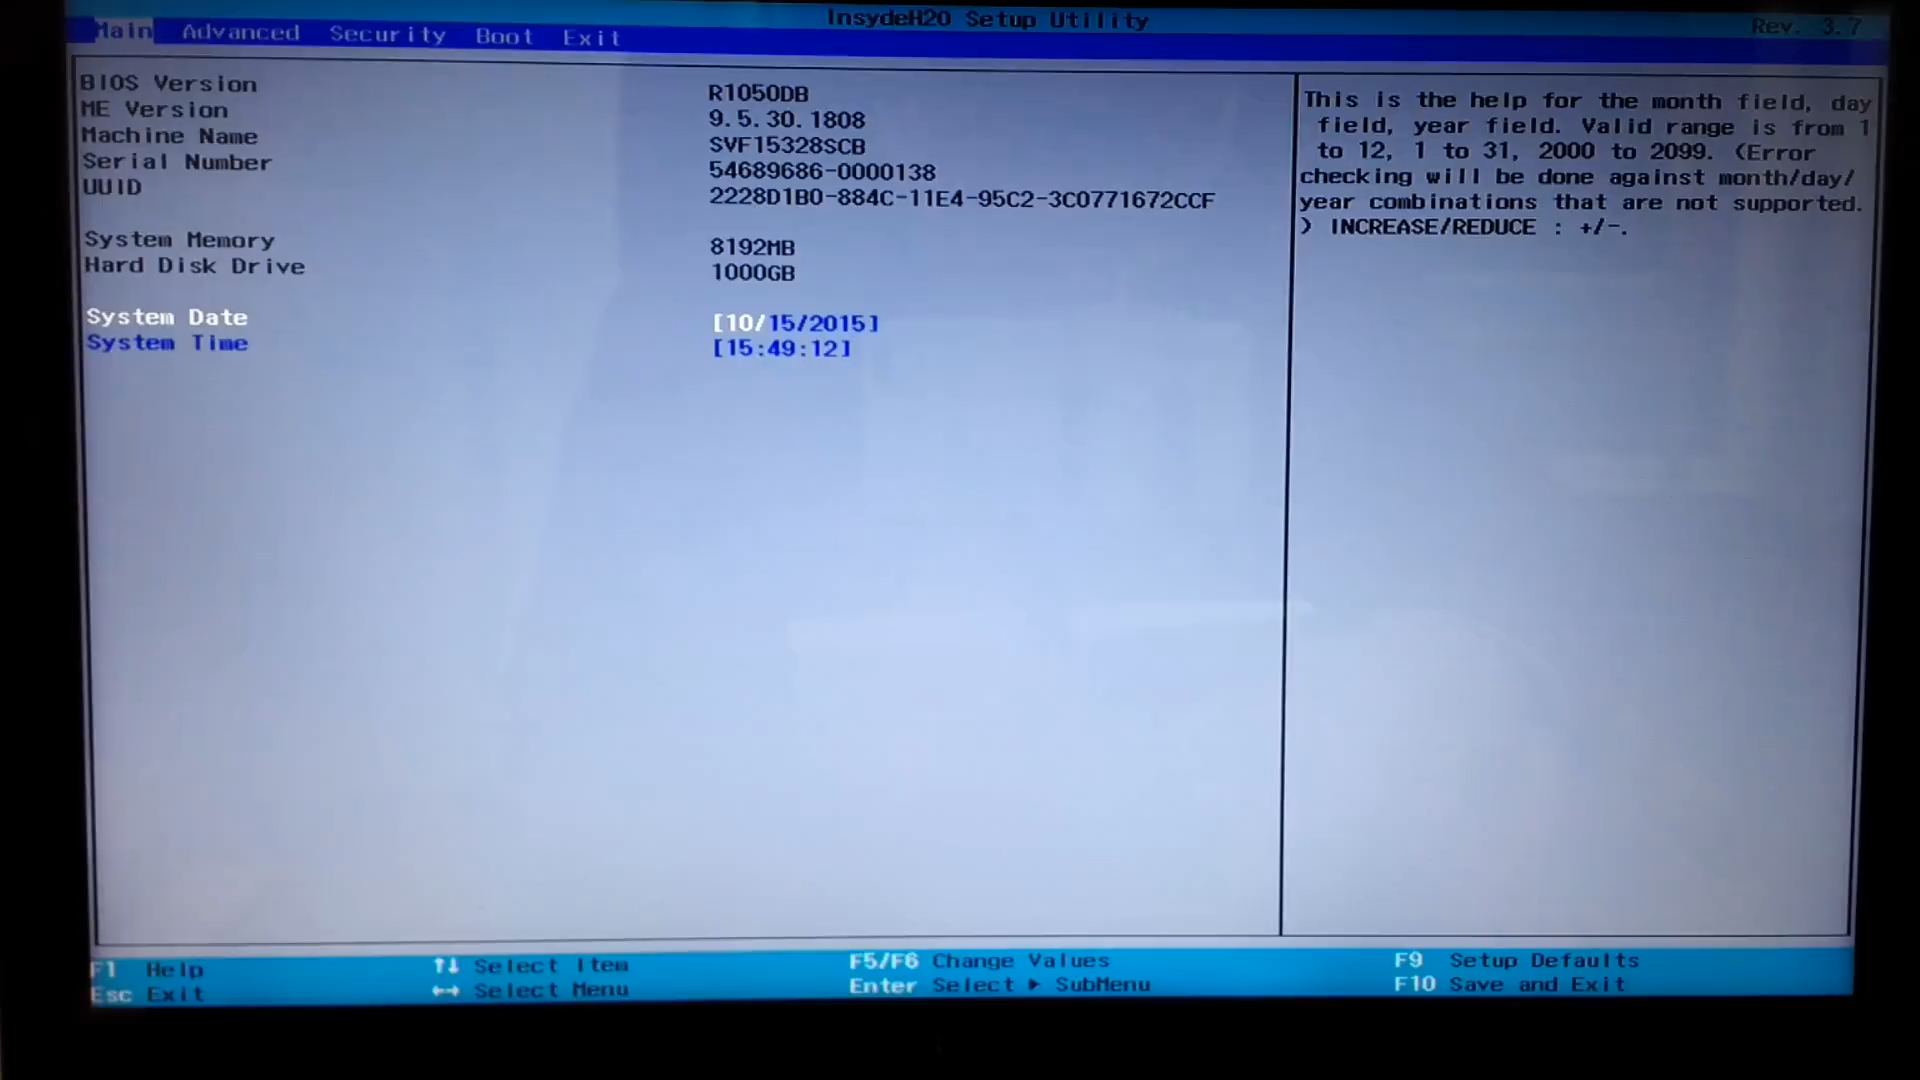 InsydeH20 Setup Utility
Rev. 3.7
Main Advanced Security Boot Exit
BIOS Version R1050DB
ME Version 9.5.30.1808
Machine Name SVF15328SCB
Serial Number 54689686-0000138
UUID 2228D1B0-884C-11E4-95C2-3C0771672CCF
System Memory 8192MB
Hard Disk Drive 1000GB
System Date [10/15/2015]
System Time [15:49:12]
This is the help for the month field, day
field, year field. Valid range is from 1
to 12, 1 to 31, 2000 to 2099. (Error
checking will be done against month/day/
year combinations that are not supported.
) INCREASE/REDUCE : +/-.
F1 Help ↑↓ Select Item F5/F6 Change Values F9 Setup Defaults
Esc Exit ←→ Select Menu Enter Select ▶ SubMenu F10 Save and Exit